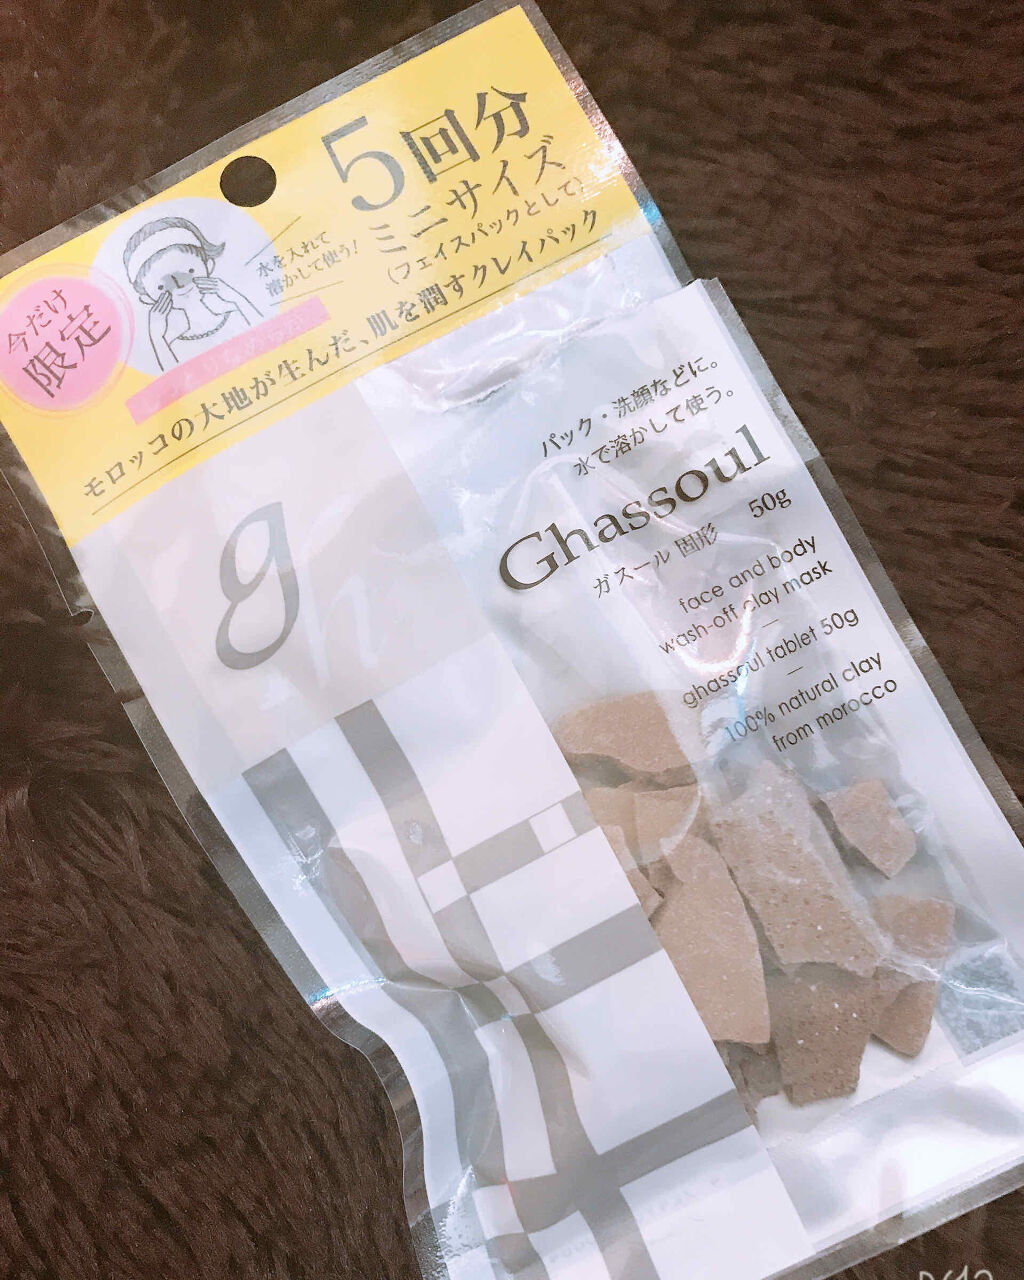 5回分
ミニサイズ
(フェイスパックとして)
水を入れて
溶かして使う!
今だけ
限定
モロッコの大地が生んだ、肌を潤すクレイパック
gh
パック・洗顔などに。
水で溶かして使う。
Ghassoul
ガスール 固形 50g
face and body
wash-off clay mask
ghassoul tablet 50g
100% natural clay
from morocco